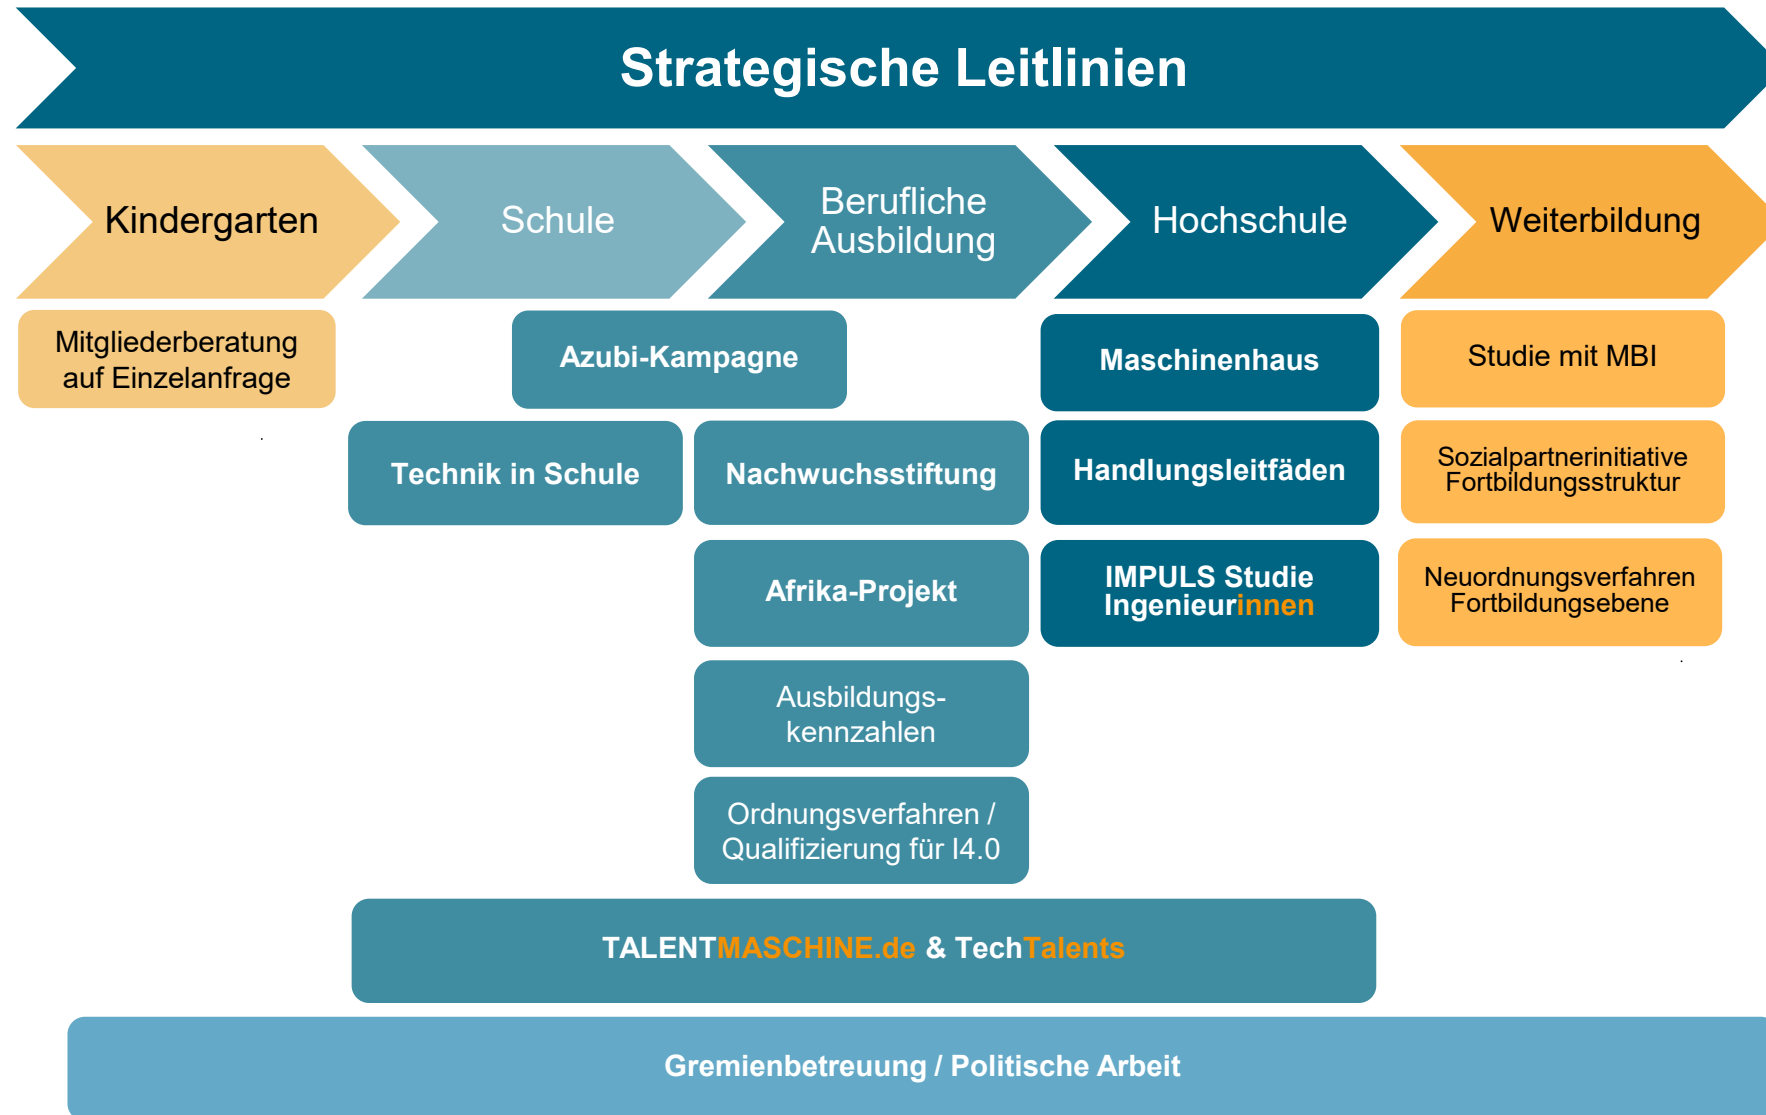 Strategische Leitlinien
Kindergarten
Schule
Berufliche
Ausbildung
Hochschule
Weiterbildung
Mitgliederberatung
auf Einzelanfrage
Azubi-Kampagne
Maschinenhaus
Studie mit MBI
Technik in Schule
Nachwuchsstiftung
Handlungsleitfäden
Sozialpartnerinitiative
Fortbildungsstruktur
Afrika-Projekt
IMPULS Studie
Ingenieurinnen
Neuordnungsverfahren
Fortbildungsebene
Ausbildungs-
kennzahlen
Ordnungsverfahren /
Qualifizierung für I4.0
TALENTMASCHINE.de & TechTalents
Gremienbetreuung / Politische Arbeit